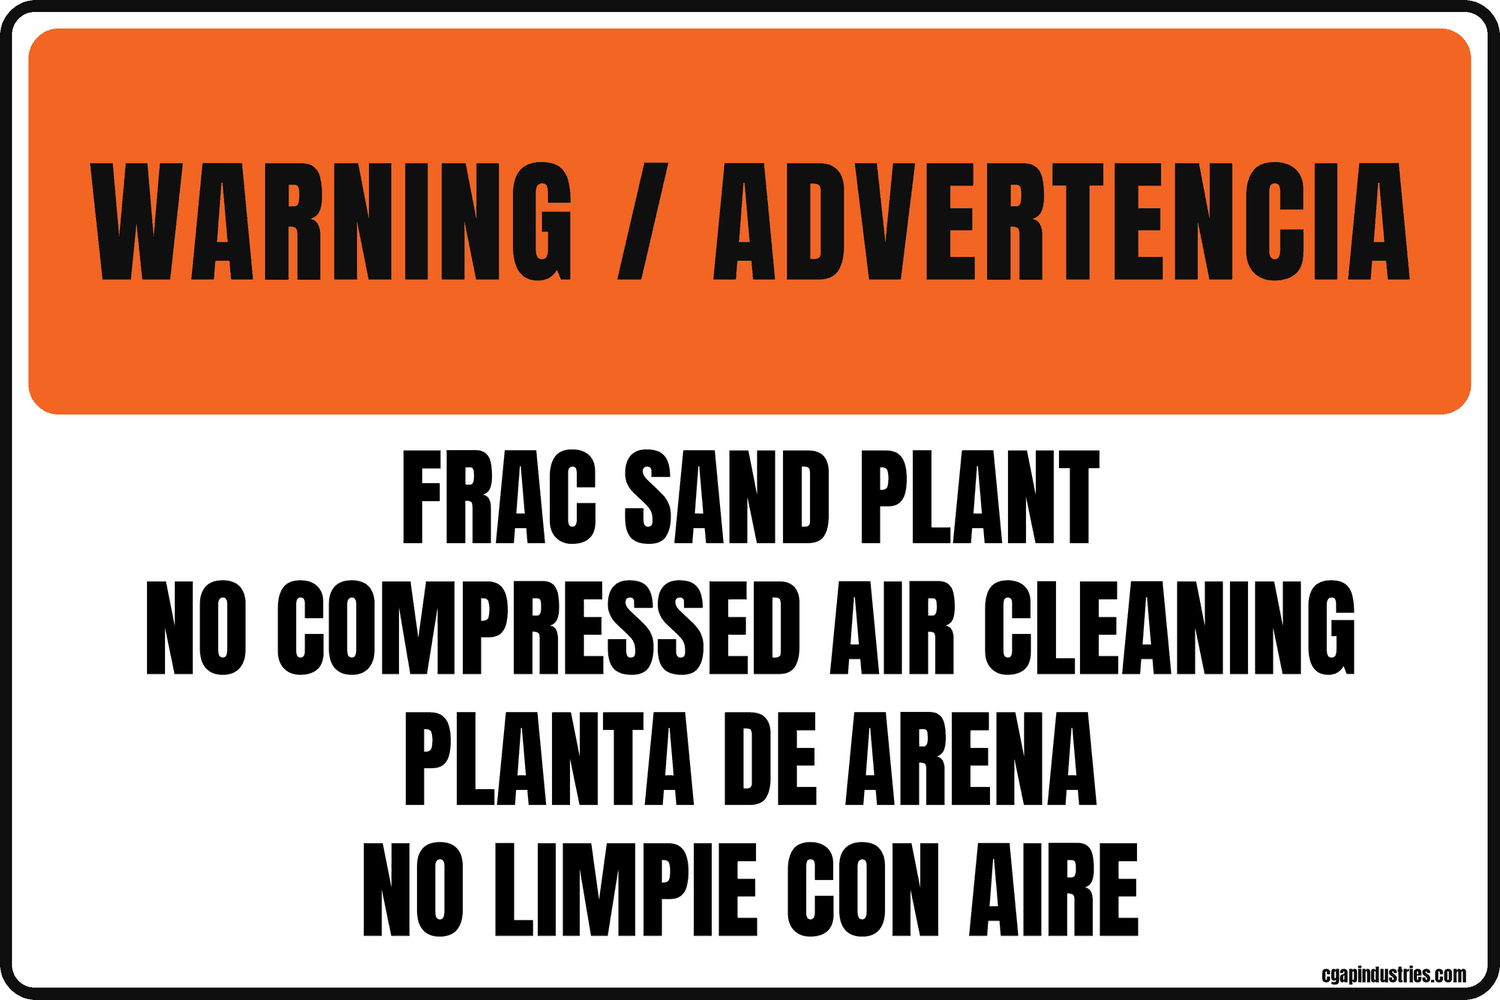 WARNING / ADVERTENCIA
FRAC SAND PLANT
NO COMPRESSED AIR CLEANING
PLANTA DE ARENA
NO LIMPIE CON AIRE
cgapindustries.com